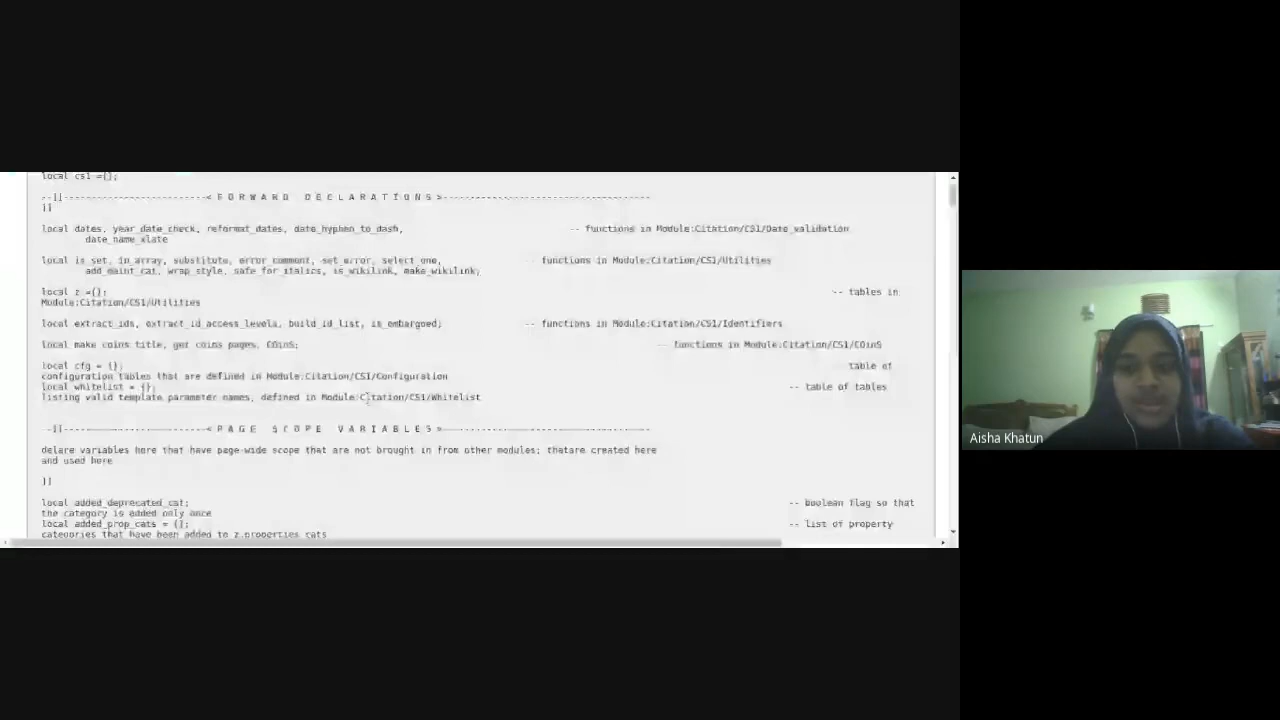 local cs1 ={};
--[[--------------------------< F O R W A R D   D E C L A R A T I O N S >--------------------------------------
]]
local dates, year_date_check, reformat_dates, date_hyphen_to_dash, -- functions in Module:Citation/CS1/Date_validation
date_name_xlate
local is_set, in_array, substitute, error_comment, set_error, select_one, -- functions in Module:Citation/CS1/Utilities
add_maint_cat, wrap_style, safe_for_italics, is_wikilink, make_wikilink;
local z ={}; -- tables in
Module:Citation/CS1/Utilities
local extract_ids, extract_id_access_levels, build_id_list, is_embargoed; -- functions in Module:Citation/CS1/Identifiers
local make_coins_title, get_coins_pages, COinS; -- functions in Module:Citation/CS1/COinS
local cfg = {}; table of
configuration tables that are defined in Module:Citation/CS1/Configuration
local whitelist = {}; -- table of tables
listing valid template parameter names, defined in Module:Citation/CS1/Whitelist
--[[--------------------------< P A G E   S C O P E   V A R I A B L E S >--------------------------------------
delare variables here that have page-wide scope that are not brought in from other modules; thatare created here
and used here
]]
local added_deprecated_cat; -- boolean flag so that
the category is added only once
local added_prop_cats = {}; -- list of property
categories that have been added to z.properties_cats
Aisha Khatun